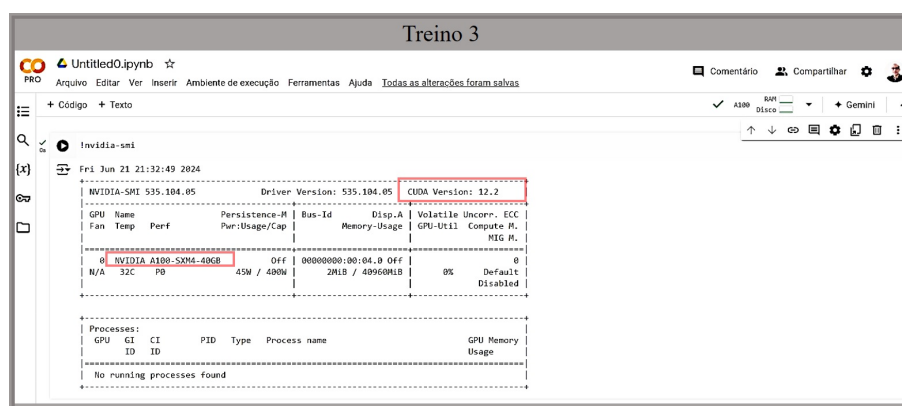 Treino 3
CO PRO
Untitled0.ipynb
Arquivo Editar Ver Inserir Ambiente de execução Ferramentas Ajuda Todas as alterações foram salvas
Comentário Compartilhar
+ Código + Texto
A100 RAM Disco
Gemini
!nvidia-smi
{x}
Fri Jun 21 21:32:49 2024
NVIDIA-SMI 535.104.05 Driver Version: 535.104.05 CUDA Version: 12.2
GPU Name Persistence-M | Bus-Id Disp.A | Volatile Uncorr. ECC
Fan Temp Perf Pwr:Usage/Cap | Memory-Usage | GPU-Util Compute M.
MIG M.
0 NVIDIA A100-SXM4-40GB Off | 00000000:00:04.0 Off | 0
N/A 32C P0 45W / 400W | 2MiB / 40960MiB | 0% Default
Disabled
Processes:
GPU GI CI PID Type Process name GPU Memory
ID ID Usage
No running processes found